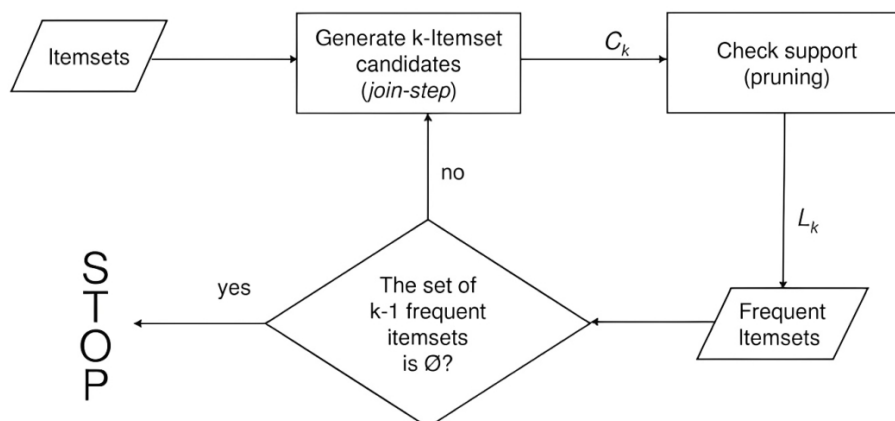 Itemsets
Generate k-Itemset
candidates
(join-step)
C_k
Check support
(pruning)
no
L_k
STOP
yes
The set of
k-1 frequent
itemsets
is Ø?
Frequent
Itemsets